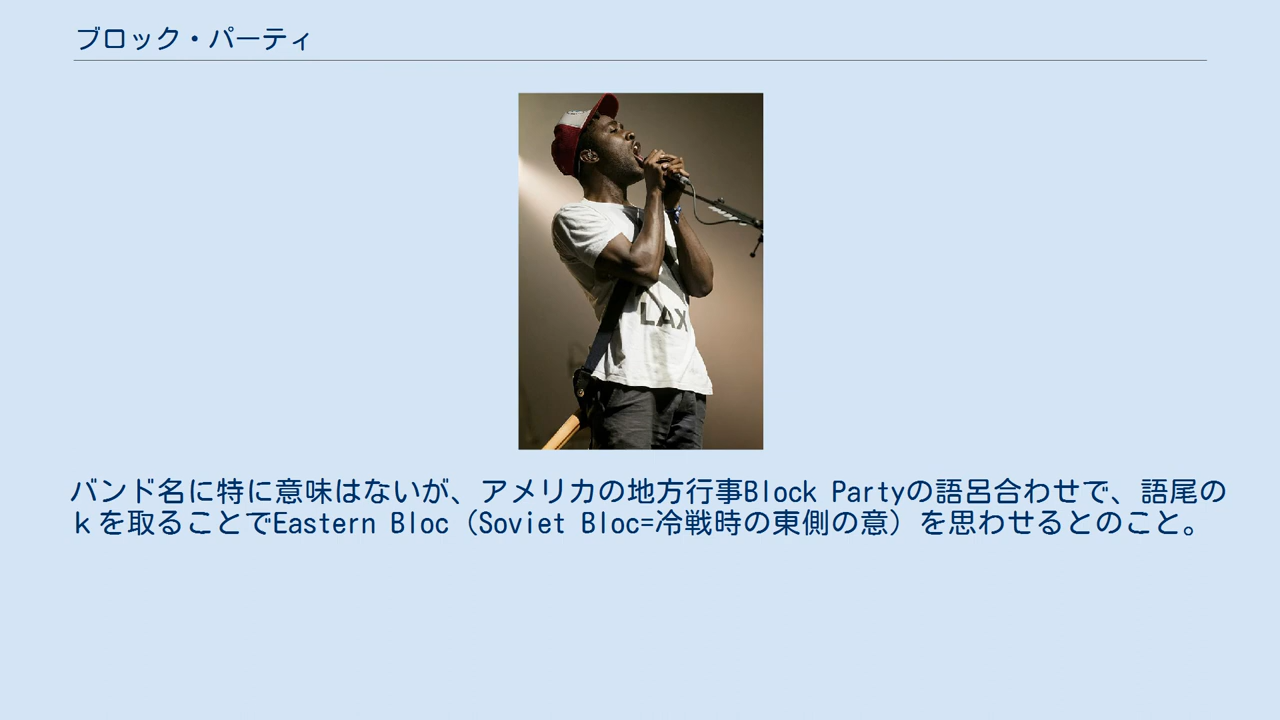 ブロック・パーティ
LAX
バンド名に特に意味はないが、アメリカの地方行事Block Partyの語呂合わせで、語尾の
ｋを取ることでEastern Bloc（Soviet Bloc=冷戦時の東側の意）を思わせるとのこと。